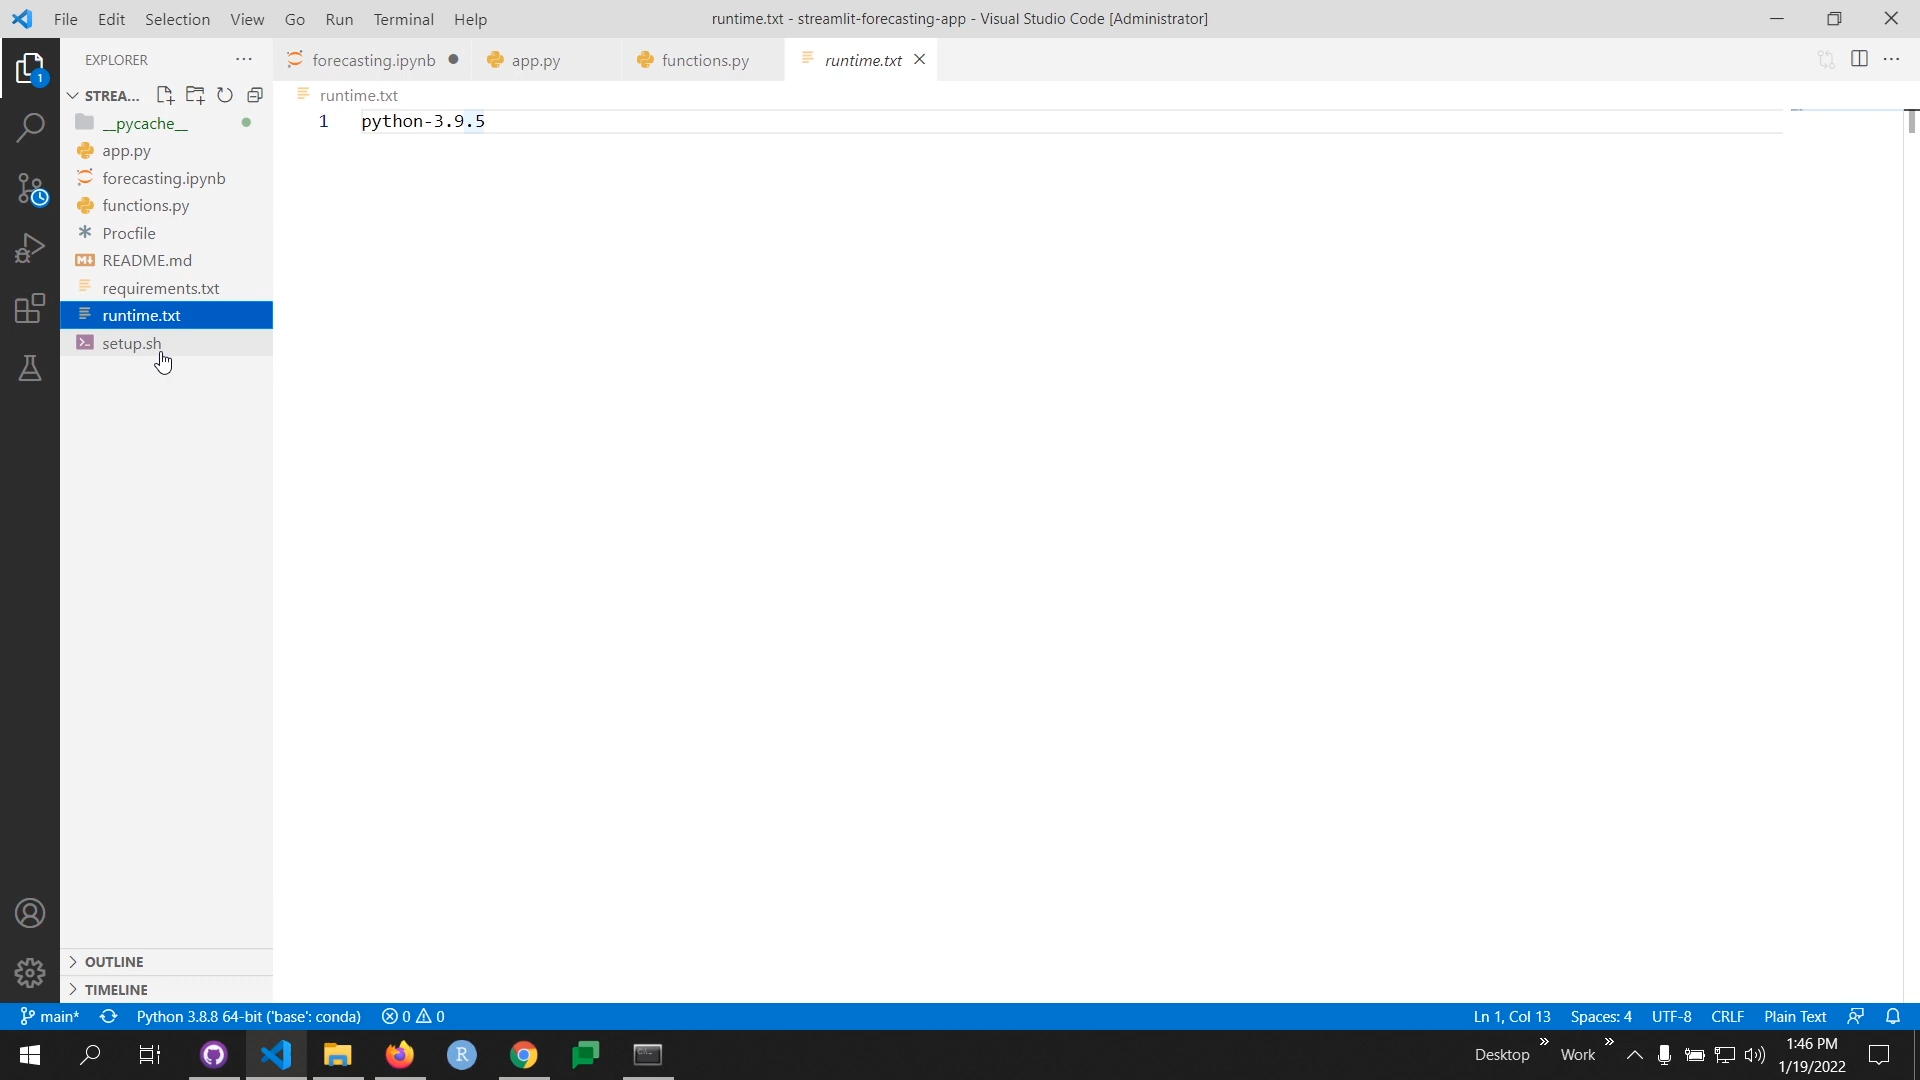 File Edit Selection View Go Run Terminal Help
runtime.txt - streamlit-forecasting-app - Visual Studio Code [Administrator]
EXPLORER
forecasting.ipynb
app.py
functions.py
runtime.txt
STREA...
runtime.txt
1 python-3.9.5
__pycache__
app.py
forecasting.ipynb
functions.py
Procfile
README.md
requirements.txt
runtime.txt
setup.sh
1
OUTLINE
TIMELINE
main* Python 3.8.8 64-bit ('base': conda) 0 0
Ln 1, Col 13 Spaces: 4 UTF-8 CRLF Plain Text
R
Desktop » Work »
1:46 PM
1/19/2022